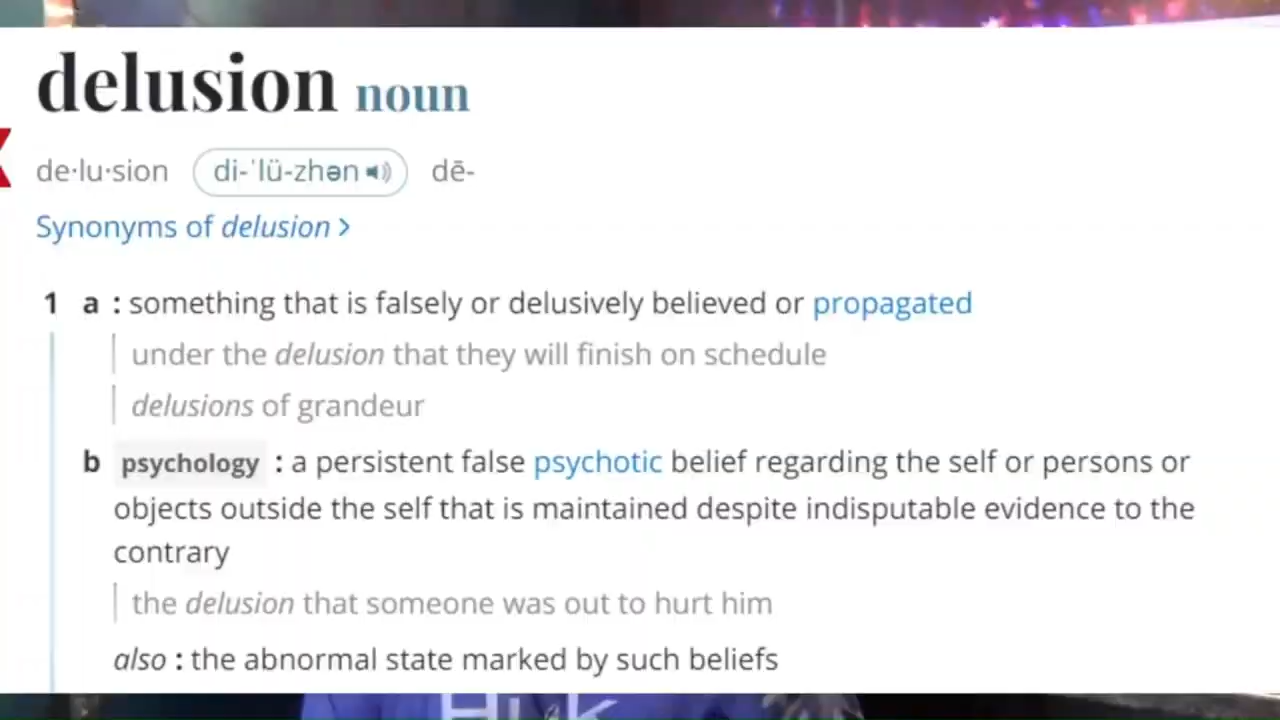 delusion noun
de·lu·sion di-ˈlü-zhən dē-
Synonyms of delusion >
1 a : something that is falsely or delusively believed or propagated
under the delusion that they will finish on schedule
delusions of grandeur
b psychology : a persistent false psychotic belief regarding the self or persons or
objects outside the self that is maintained despite indisputable evidence to the
contrary
the delusion that someone was out to hurt him
also : the abnormal state marked by such beliefs